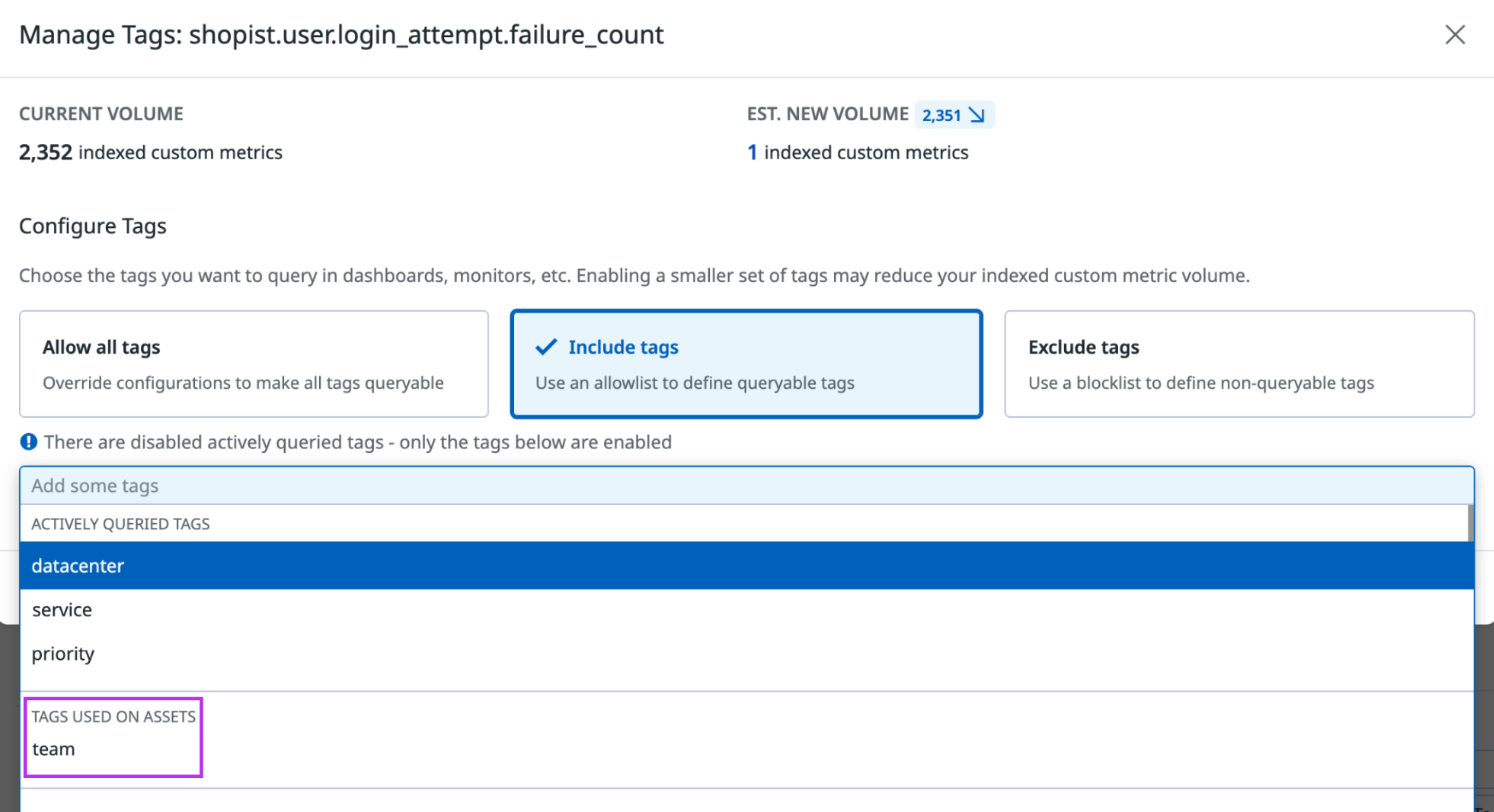 Manage Tags: shopist.user.login_attempt.failure_count
CURRENT VOLUME
2,352 indexed custom metrics
EST. NEW VOLUME 2,351
1 indexed custom metrics
Configure Tags
Choose the tags you want to query in dashboards, monitors, etc. Enabling a smaller set of tags may reduce your indexed custom metric volume.
Allow all tags
Override configurations to make all tags queryable
Include tags
Use an allowlist to define queryable tags
Exclude tags
Use a blocklist to define non-queryable tags
There are disabled actively queried tags - only the tags below are enabled
Add some tags
ACTIVELY QUERIED TAGS
datacenter
service
priority
TAGS USED ON ASSETS
team